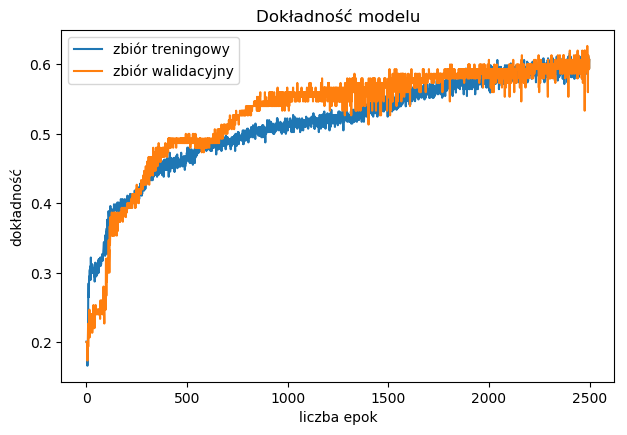 Dokładność modelu
zbiór treningowy
zbiór walidacyjny
dokładność
0.6
0.5
0.4
0.3
0.2
0
500
1000
1500
2000
2500
liczba epok